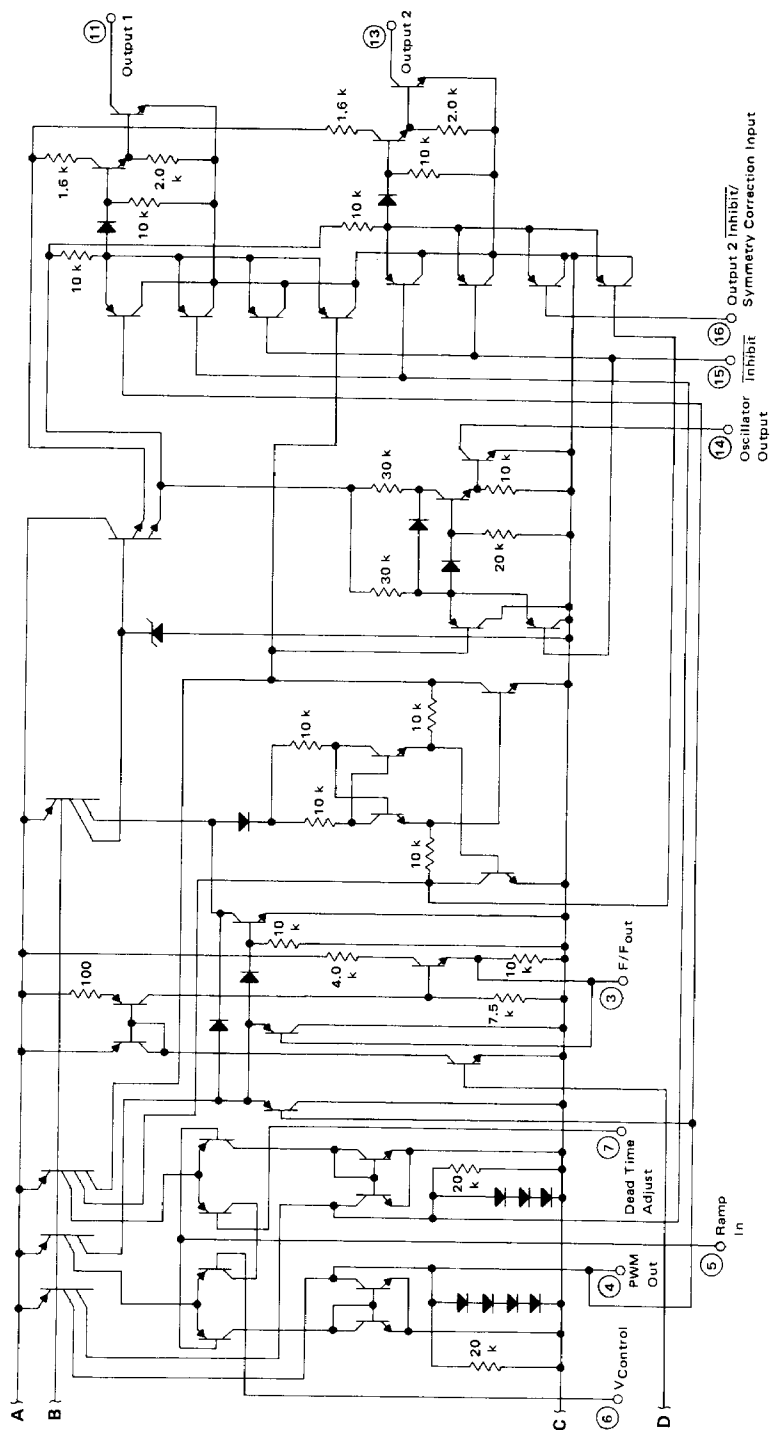 A
B
C
D
11
Output 1
13
Output 2
1.6 k
2.0
k
10 k
10 k
1.6 k
2.0 k
10 k
10 k
16
Output 2 Inhibit/
Symmetry Correction Input
15
Inhibit
14
Oscillator
Output
30 k
30 k
10 k
20 k
10 k
10 k
10 k
10 k
100
4.0
k
10
k
10
k
7.5
k
3
F/Fout
7
Dead Time
Adjust
20
k
5
Ramp
In
4
PWM
Out
20
k
6
VControl